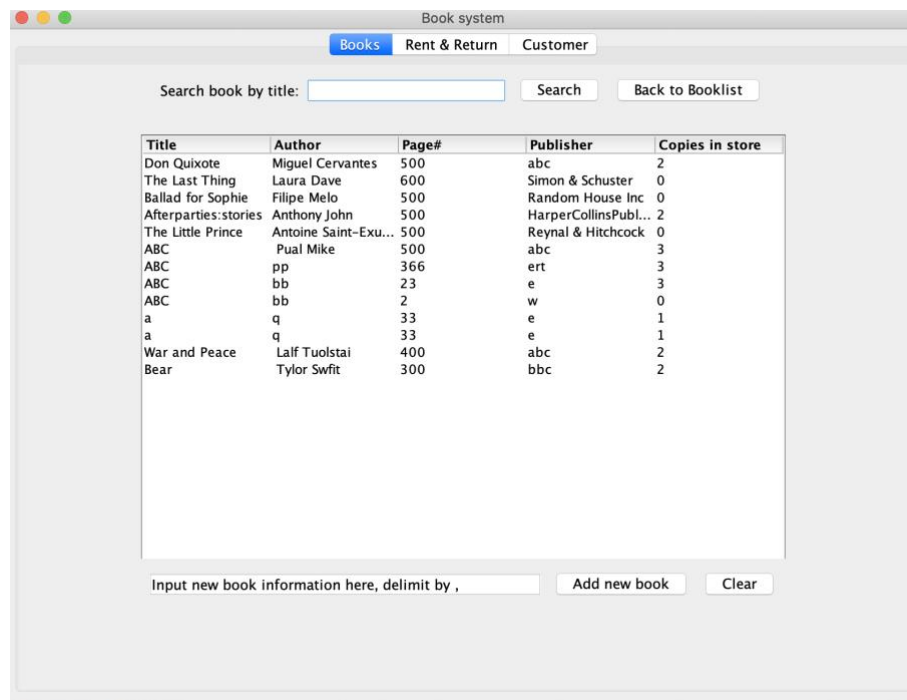 Book system
Books Rent & Return Customer
Search book by title: Search Back to Booklist
Title Author Page# Publisher Copies in store
Don Quixote Miguel Cervantes 500 abc 2
The Last Thing Laura Dave 600 Simon & Schuster 0
Ballad for Sophie Filipe Melo 500 Random House Inc 0
Afterparties:stories Anthony John 500 HarperCollinsPubl... 2
The Little Prince Antoine Saint-Exu... 500 Reynal & Hitchcock 0
ABC Pual Mike 500 abc 3
ABC pp 366 ert 3
ABC bb 23 e 3
ABC bb 2 w 0
a q 33 e 1
a q 33 e 1
War and Peace Lalf Tuolstai 400 abc 2
Bear Tylor Swfit 300 bbc 2
Input new book information here, delimit by , Add new book Clear